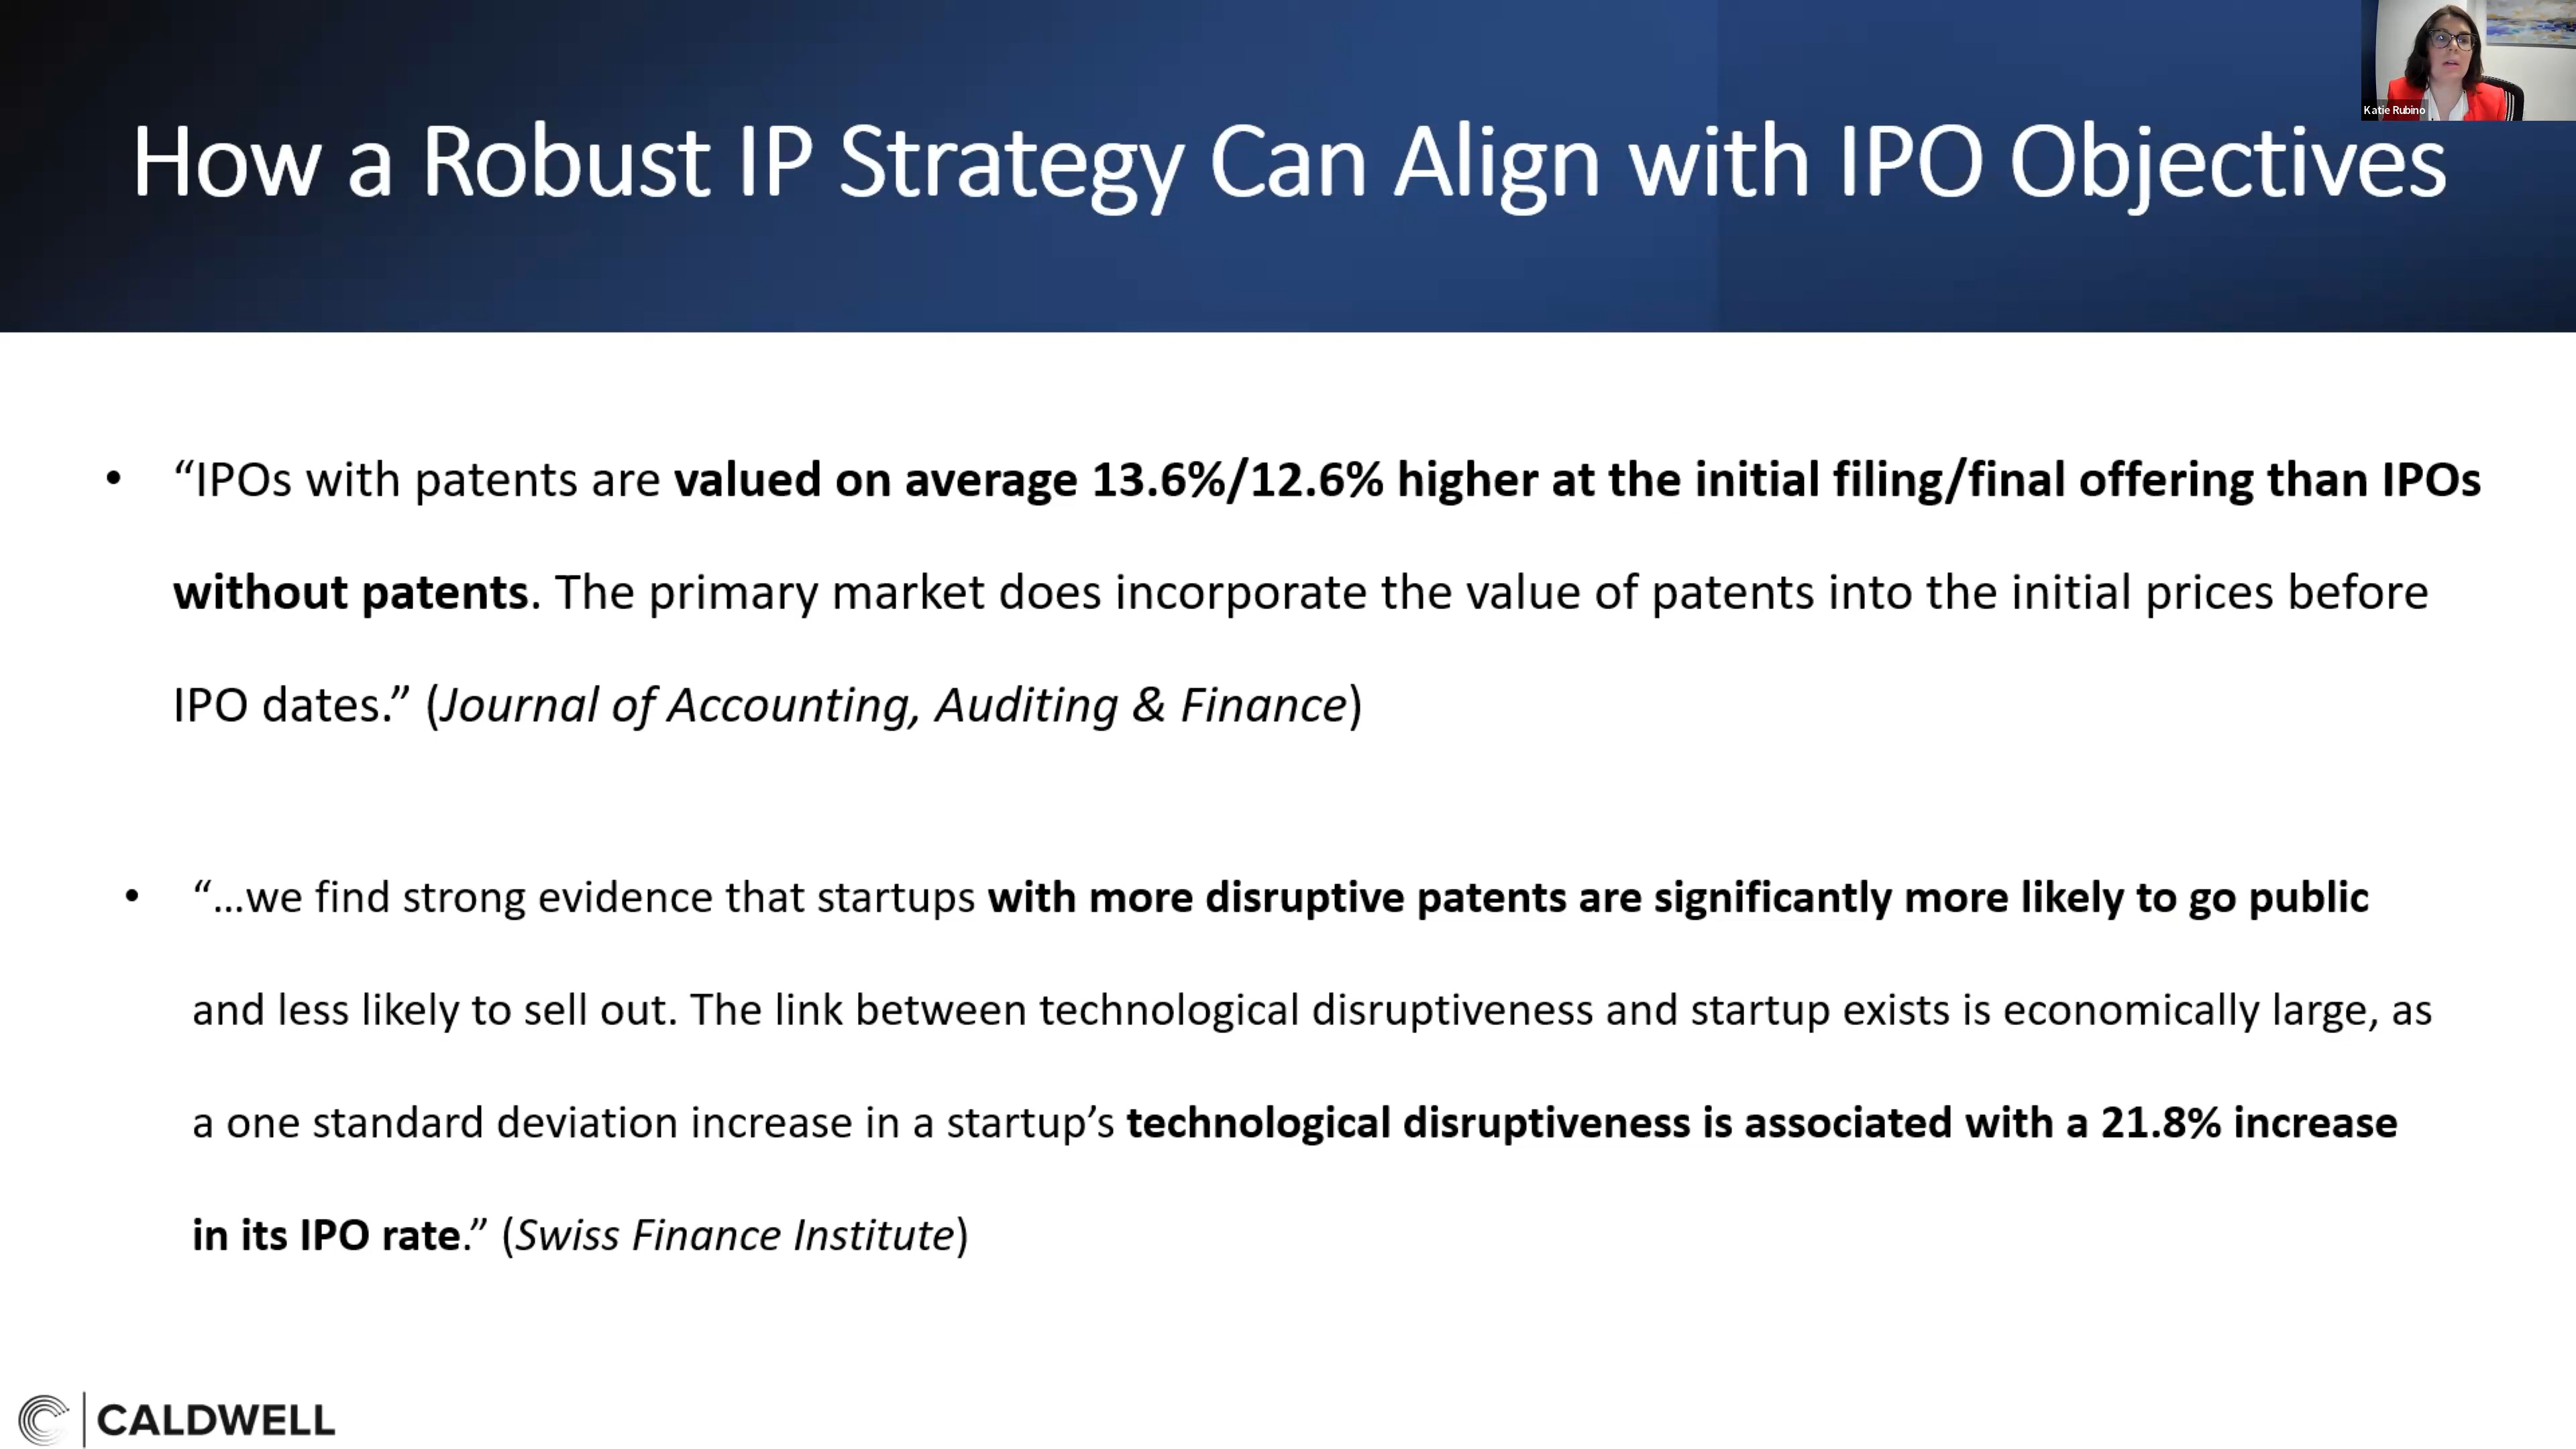 Katie Rubino
How a Robust IP Strategy Can Align with IPO Objectives
• “IPOs with patents are valued on average 13.6%/12.6% higher at the initial filing/final offering than IPOs
without patents. The primary market does incorporate the value of patents into the initial prices before
IPO dates.” (Journal of Accounting, Auditing & Finance)
• “…we find strong evidence that startups with more disruptive patents are significantly more likely to go public
and less likely to sell out. The link between technological disruptiveness and startup exists is economically large, as
a one standard deviation increase in a startup’s technological disruptiveness is associated with a 21.8% increase
in its IPO rate.” (Swiss Finance Institute)
CALDWELL